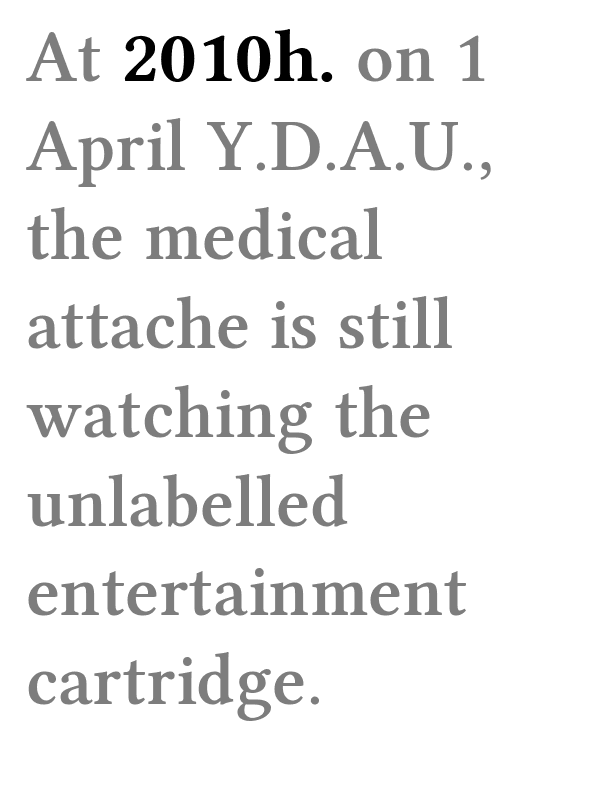 At 2010h. on 1
April Y.D.A.U.,
the medical
attache is still
watching the
unlabelled
entertainment
cartridge.